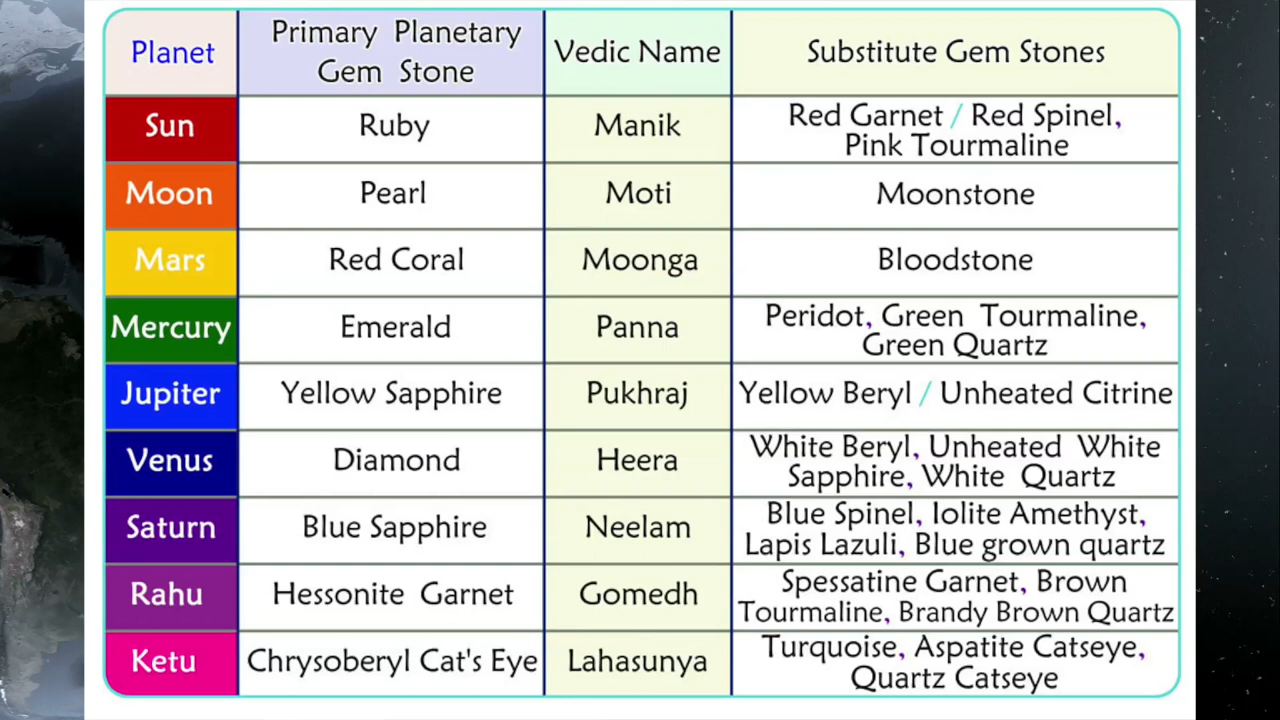 Planet
Primary Planetary
Gem Stone
Vedic Name
Substitute Gem Stones
Sun
Ruby
Manik
Red Garnet / Red Spinel,
Pink Tourmaline
Moon
Pearl
Moti
Moonstone
Mars
Red Coral
Moonga
Bloodstone
Mercury
Emerald
Panna
Peridot, Green Tourmaline,
Green Quartz
Jupiter
Yellow Sapphire
Pukhraj
Yellow Beryl / Unheated Citrine
Venus
Diamond
Heera
White Beryl, Unheated White
Sapphire, White Quartz
Saturn
Blue Sapphire
Neelam
Blue Spinel, Iolite Amethyst,
Lapis Lazuli, Blue grown quartz
Rahu
Hessonite Garnet
Gomedh
Spessatine Garnet, Brown
Tourmaline, Brandy Brown Quartz
Ketu
Chrysoberyl Cat's Eye
Lahasunya
Turquoise, Aspatite Catseye,
Quartz Catseye